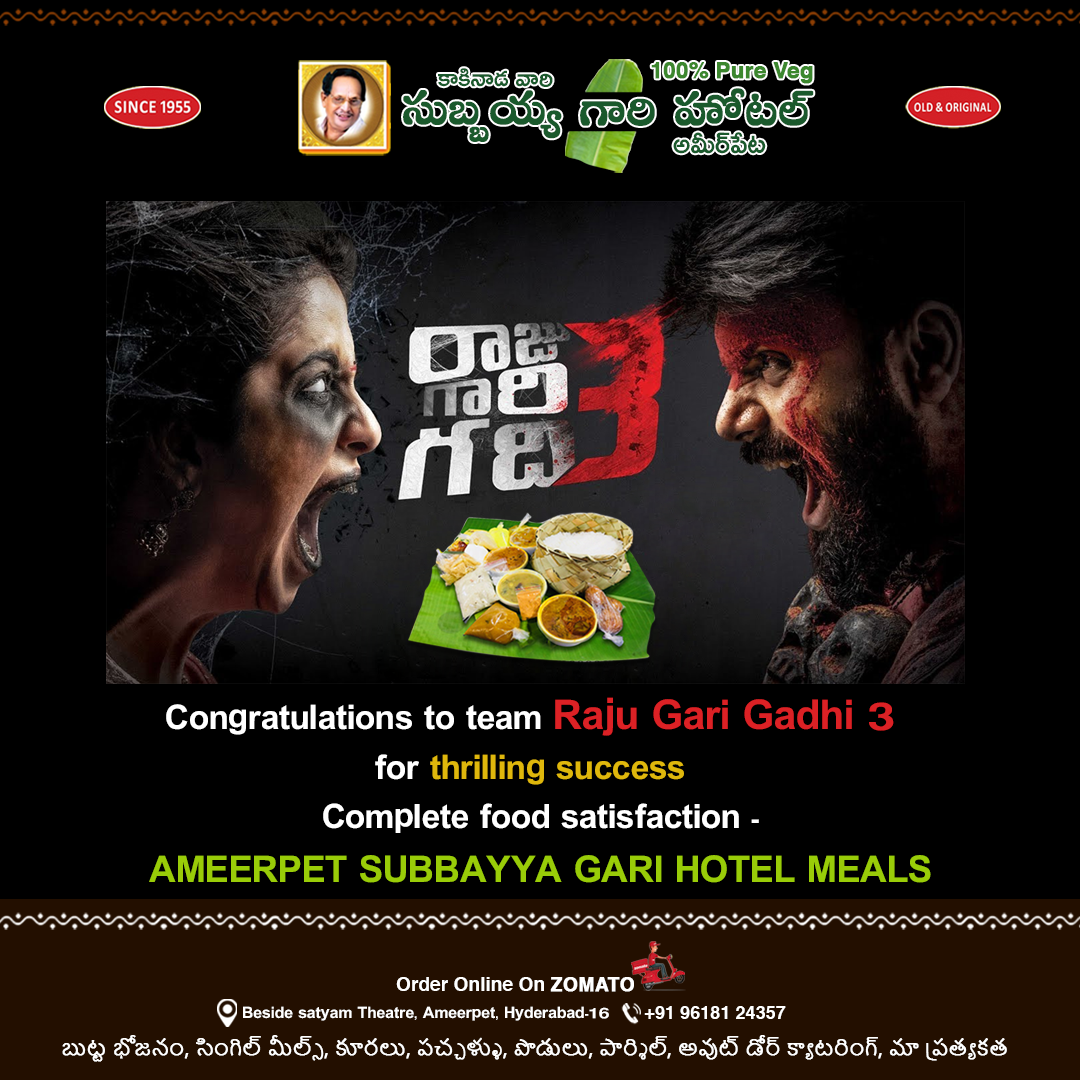 SINCE 1955
కాకినాడ వారి
100% Pure Veg
సుబ్బయ్య గారి హోటల్
అమీర్‌పేట
OLD & ORIGINAL
రాజు
గారి
గది 3
Congratulations to team Raju Gari Gadhi 3
for thrilling success
Complete food satisfaction -
AMEERPET SUBBAYYA GARI HOTEL MEALS
Order Online On ZOMATO
Beside satyam Theatre, Ameerpet, Hyderabad-16 +91 96181 24357
బుట్ట భోజనం, సింగిల్ మీల్స్, కూరలు, పచ్చళ్ళు, పొడులు, పార్శిల్, అవుట్ డోర్ క్యాటరింగ్, మా ప్రత్యకత